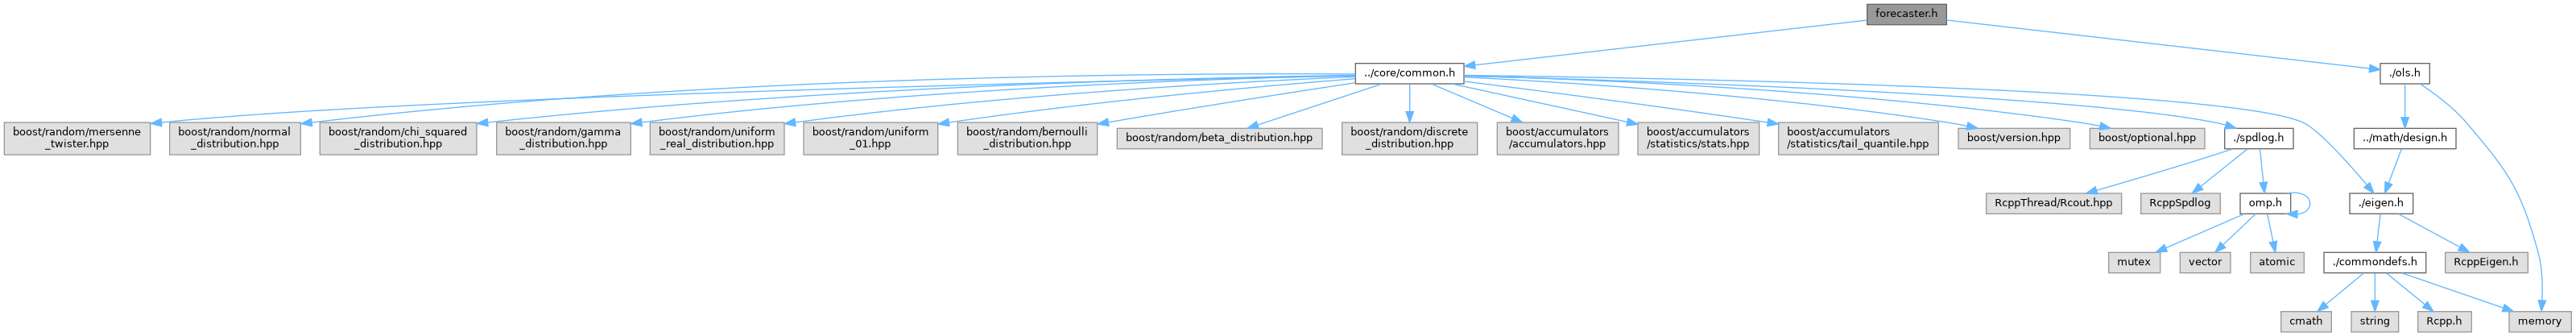 forecaster.h
../core/common.h
./ols.h
boost/random/mersenne
_twister.hpp
boost/random/normal
_distribution.hpp
boost/random/chi_squared
_distribution.hpp
boost/random/gamma
_distribution.hpp
boost/random/uniform
_real_distribution.hpp
boost/random/uniform
_01.hpp
boost/random/bernoulli
_distribution.hpp
boost/random/beta_distribution.hpp
boost/random/discrete
_distribution.hpp
boost/accumulators
/accumulators.hpp
boost/accumulators
/statistics/stats.hpp
boost/accumulators
/statistics/tail_quantile.hpp
boost/version.hpp
boost/optional.hpp
./spdlog.h
../math/design.h
RcppThread/Rcout.hpp
RcppSpdlog
omp.h
./eigen.h
mutex
vector
atomic
./commondefs.h
RcppEigen.h
cmath
string
Rcpp.h
memory